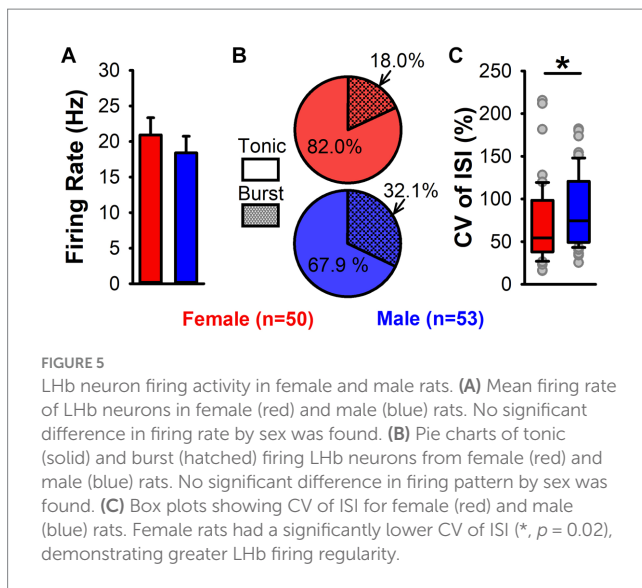 A
B
C
30
25
20
15
10
5
0
Firing Rate (Hz)
Tonic
Burst
18.0%
82.0%
32.1%
67.9 %
*
250
200
150
100
50
0
CV of ISI (%)
Female (n=50)
Male (n=53)
FIGURE 5
LHb neuron firing activity in female and male rats. (A) Mean firing rate
of LHb neurons in female (red) and male (blue) rats. No significant
difference in firing rate by sex was found. (B) Pie charts of tonic
(solid) and burst (hatched) firing LHb neurons from female (red) and
male (blue) rats. No significant difference in firing pattern by sex was
found. (C) Box plots showing CV of ISI for female (red) and male
(blue) rats. Female rats had a significantly lower CV of ISI (*, p = 0.02),
demonstrating greater LHb firing regularity.